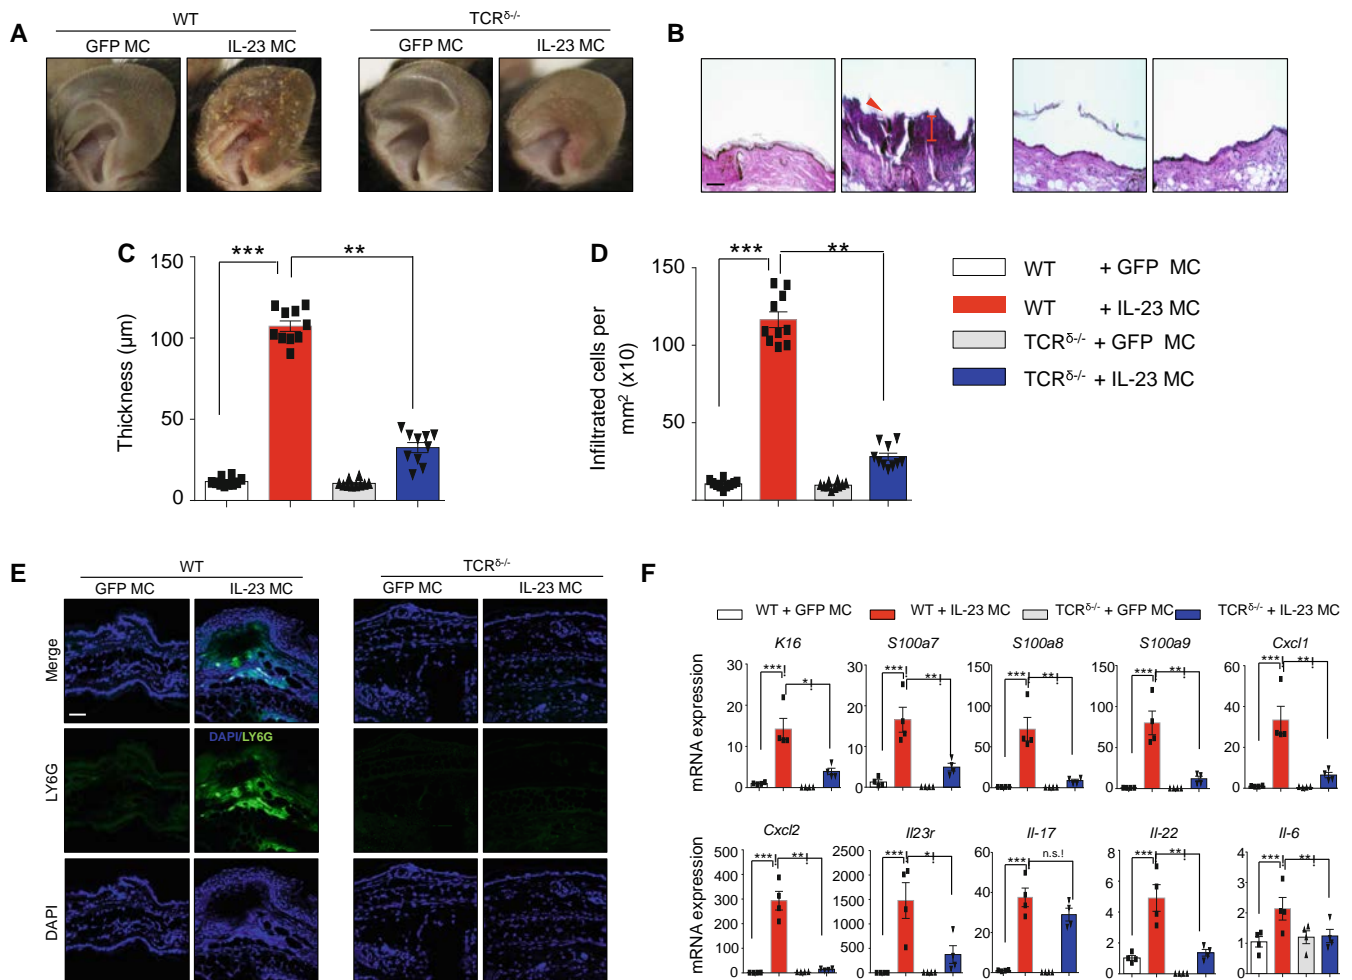 A
WT
GFP MC
IL-23 MC
TCRδ-/-
GFP MC
IL-23 MC
B
C
Thickness (μm)
150
100
50
0
***
**
D
Infiltrated cells per
mm2 (x10)
150
100
50
***
**
WT + GFP MC
WT + IL-23 MC
TCRδ-/- + GFP MC
TCRδ-/- + IL-23 MC
E
WT
GFP MC
IL-23 MC
TCRδ-/-
GFP MC
IL-23 MC
Merge
DAPI/LY6G
LY6G
DAPI
F
WT + GFP MC
WT + IL-23 MC
TCRδ-/- + GFP MC
TCRδ-/- + IL-23 MC
mRNA expression
K16
30
20
10
0
***!
*!
S100a7
30
20
10
0
***!
**!
S100a8
150
100
50
0
***!
**!
S100a9
150
100
50
0
***!
**!
Cxcl1
60
40
20
0
***!
**!
mRNA expression
Cxcl2
500
400
300
200
100
0
***!
**!
Il23r
2500
2000
1500
1000
500
0
***!
*!
Il-17
60
40
20
0
***!
n.s.!
Il-22
8
6
4
2
0
***!
**!
Il-6
4
3
2
1
0
***!
**!